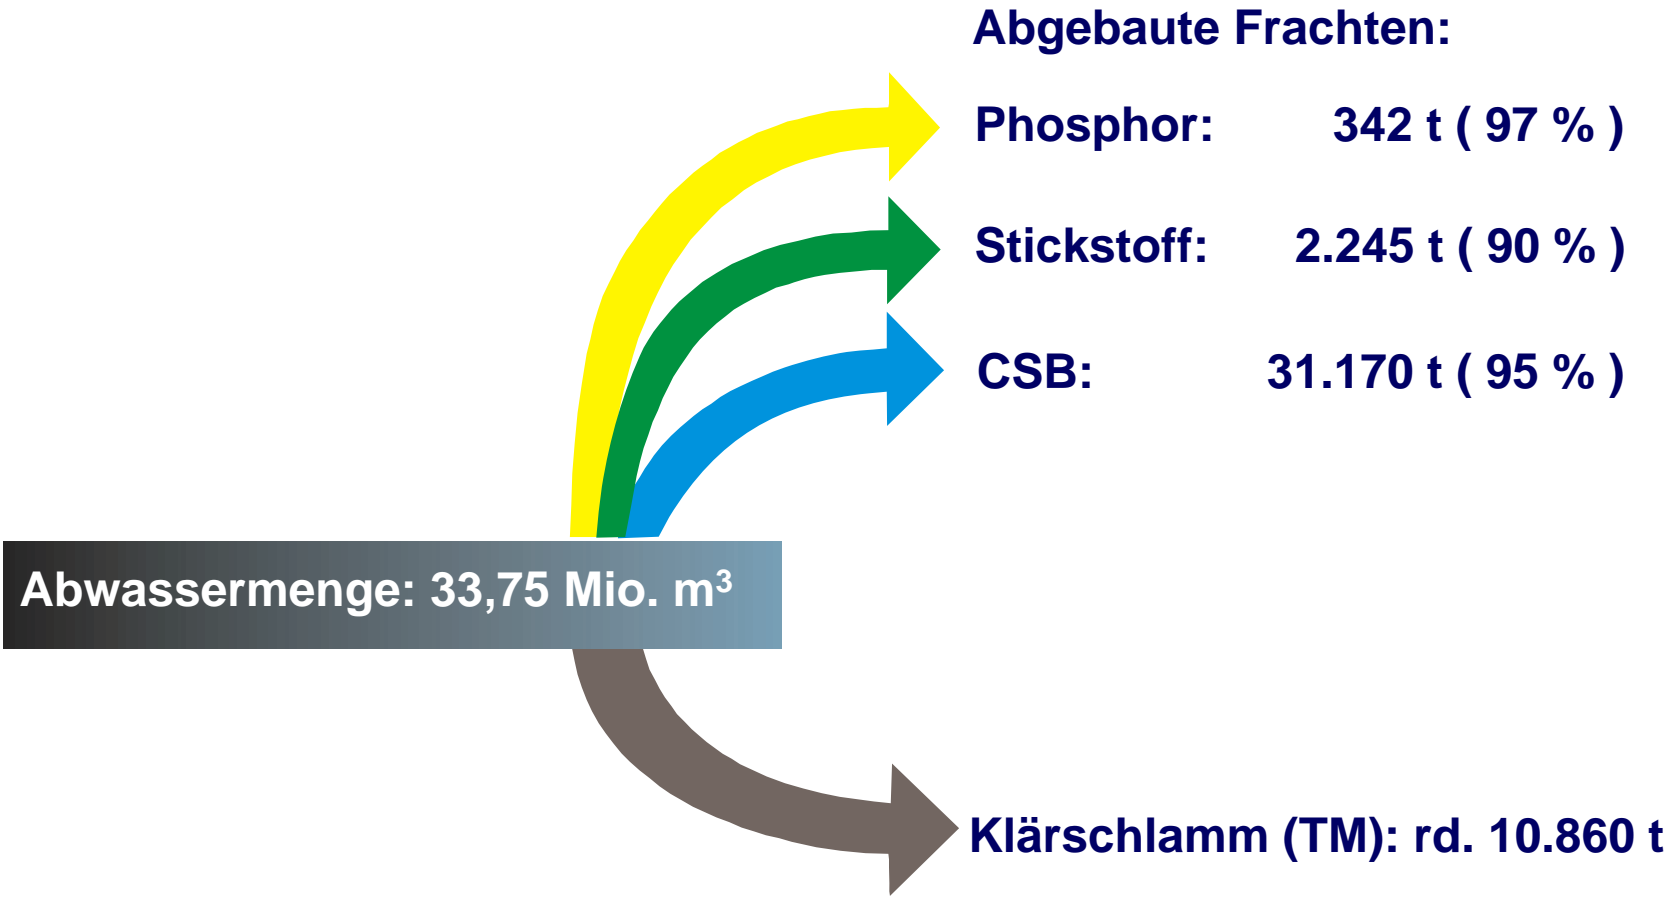 Abgebaute Frachten:
Phosphor: 342 t ( 97 % )
Stickstoff: 2.245 t ( 90 % )
CSB: 31.170 t ( 95 % )
Abwassermenge: 33,75 Mio. m³
Klärschlamm (TM): rd. 10.860 t